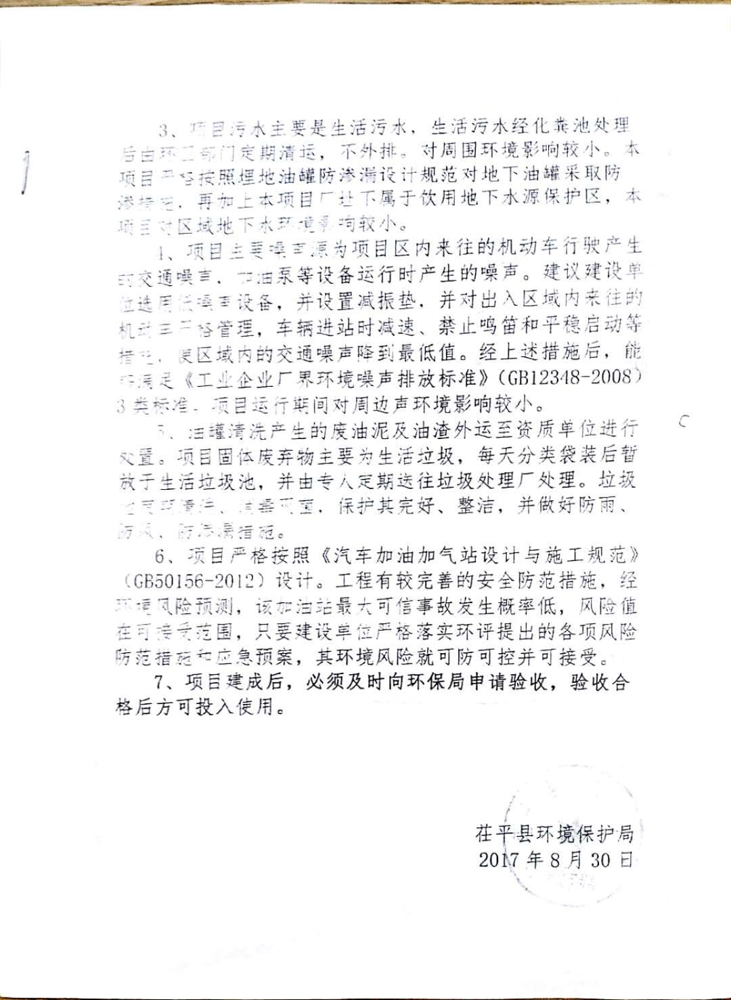 3、项目污水主要是生活污水，生活污水经化粪池处理
后由环卫部门定期清运，不外排。对周围环境影响较小。本
项目严格按照埋地油罐防渗漏设计规范对地下油罐采取防
渗措施，再加上本项目厂址不属于饮用地下水源保护区，本
项目对区域地下水环境影响较小。
4、项目主要噪声源为项目区内来往的机动车行驶产生
的交通噪声、加油泵等设备运行时产生的噪声。建议建设单
位选用低噪声设备，并设置减振垫，并对出入区域内来往的
机动车严格管理，车辆进站时减速、禁止鸣笛和平稳启动等
措施，使区域内的交通噪声降到最低值。经上述措施后，能
满足《工业企业厂界环境噪声排放标准》（GB12348-2008）
3类标准。项目运行期间对周边声环境影响较小。
5、油罐清洗产生的废油泥及油渣外运至资质单位进行
处置。项目固体废弃物主要为生活垃圾，每天分类袋装后暂
放于生活垃圾池，并由专人定期送往垃圾处理厂处理。垃圾
清洗、消毒灭菌，保护其完好、整洁，并做好防雨、
防风、防渗漏措施。
6、项目严格按照《汽车加油加气站设计与施工规范》
（GB50156-2012）设计。工程有较完善的安全防范措施，经
环境风险预测，该加油站最大可信事故发生概率低，风险值
在可接受范围，只要建设单位严格落实环评提出的各项风险
防范措施和应急预案，其环境风险就可防可控并可接受。
7、项目建成后，必须及时向环保局申请验收，验收合
格后方可投入使用。
茌平县环境保护局
2017年8月30日